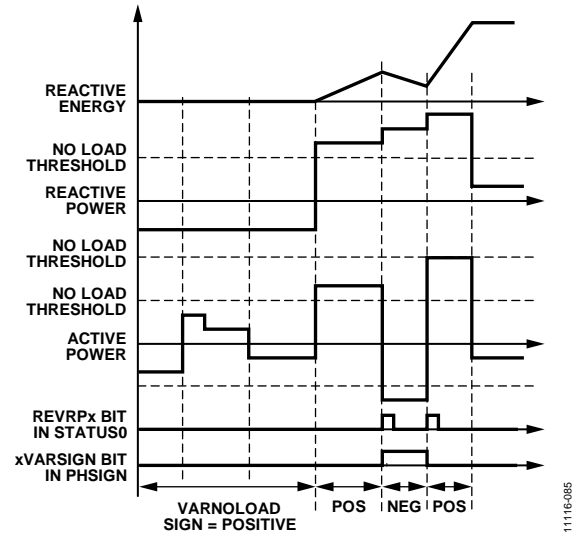 REACTIVE
ENERGY
NO LOAD
THRESHOLD
REACTIVE
POWER
NO LOAD
THRESHOLD
NO LOAD
THRESHOLD
ACTIVE
POWER
REVRPx BIT
IN STATUS0
xVARSIGN BIT
IN PHSIGN
VARNOLOAD
SIGN = POSITIVE
POS NEG POS
11116-085